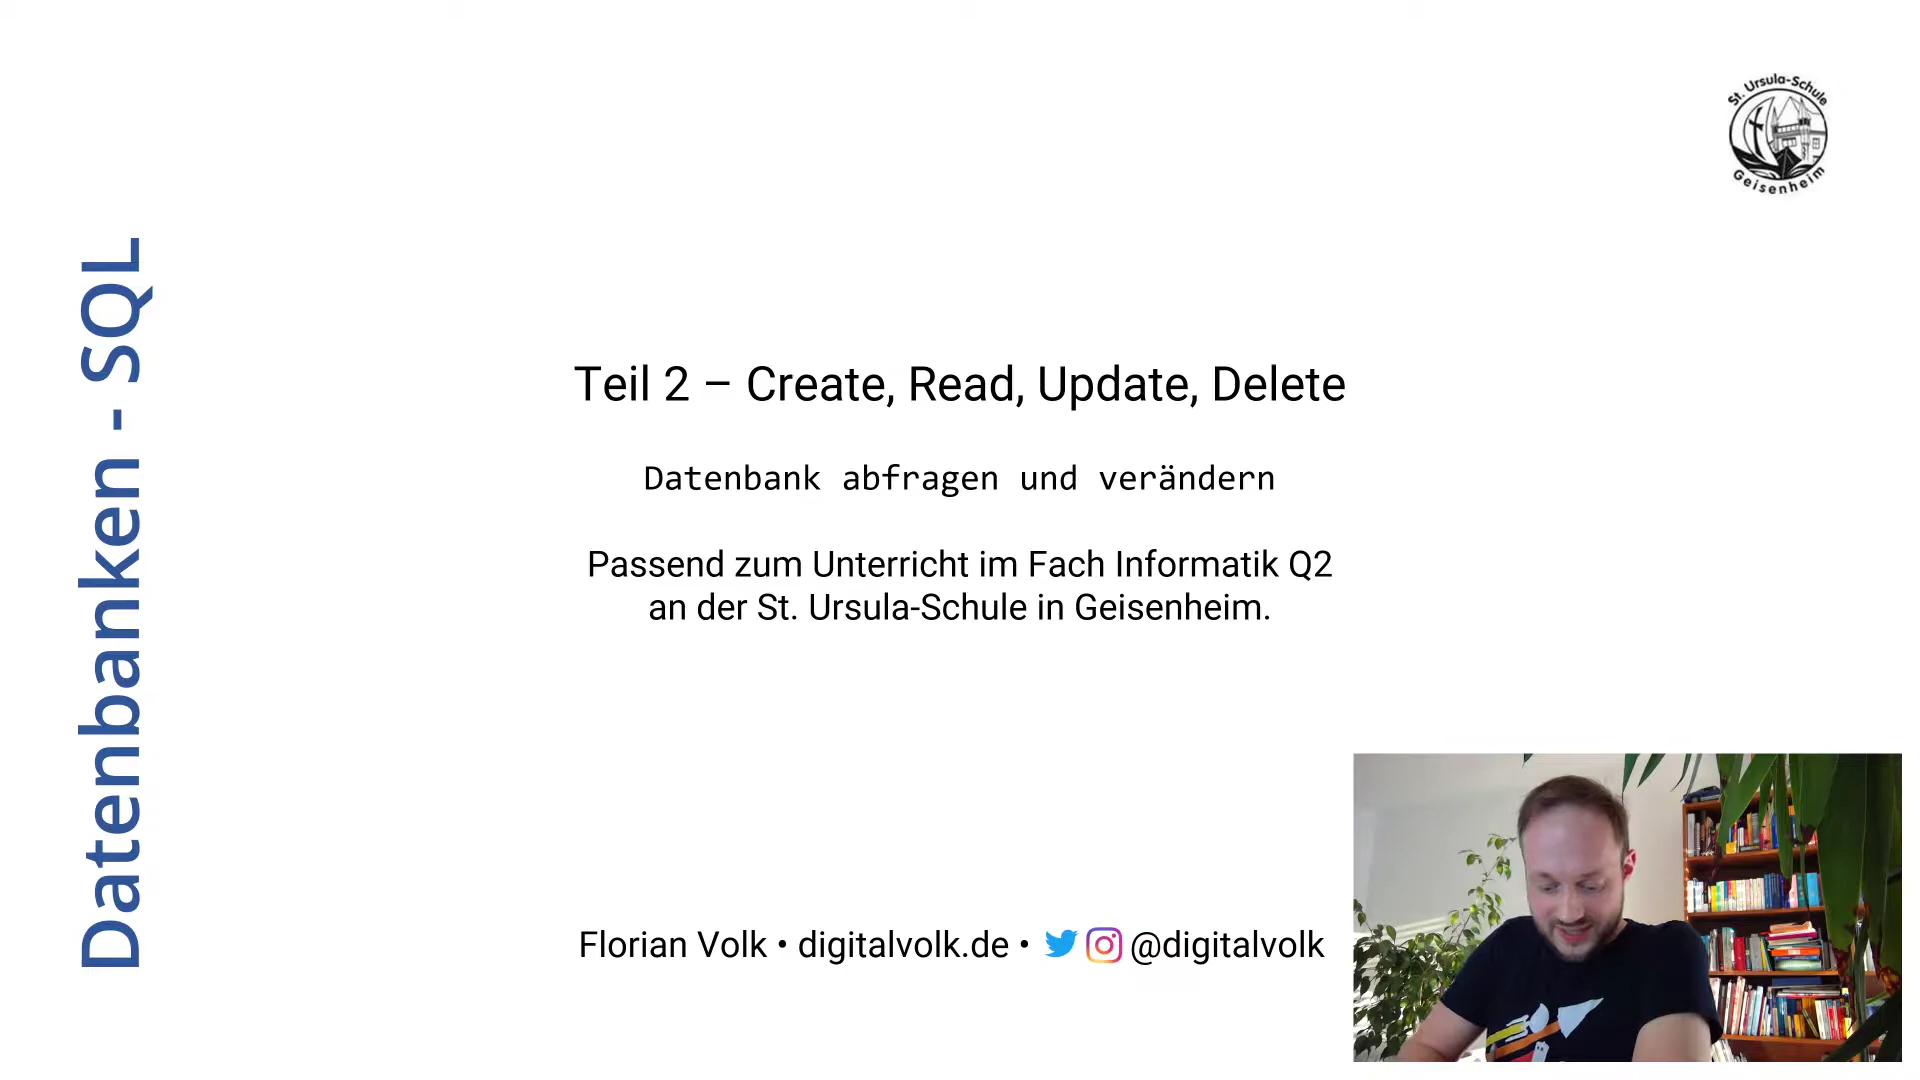 St. Ursula-Schule
Geisenheim
Datenbanken - SQL
Teil 2 – Create, Read, Update, Delete
Datenbank abfragen und verändern
Passend zum Unterricht im Fach Informatik Q2
an der St. Ursula-Schule in Geisenheim.
Florian Volk • digitalvolk.de • @digitalvolk